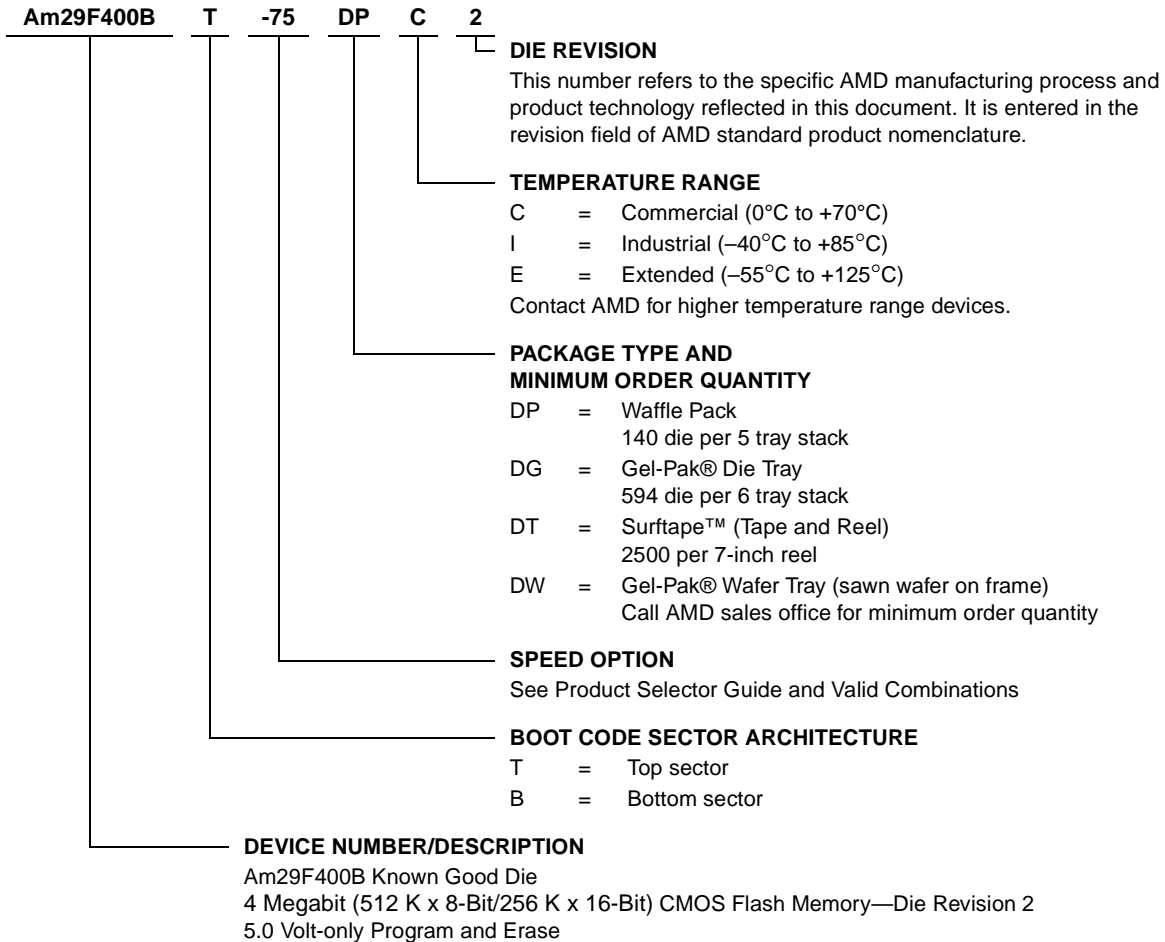 Am29F400B T -75 DP C 2
DIE REVISION
This number refers to the specific AMD manufacturing process and
product technology reflected in this document. It is entered in the
revision field of AMD standard product nomenclature.
TEMPERATURE RANGE
C = Commercial (0°C to +70°C)
I = Industrial (–40°C to +85°C)
E = Extended (–55°C to +125°C)
Contact AMD for higher temperature range devices.
PACKAGE TYPE AND
MINIMUM ORDER QUANTITY
DP = Waffle Pack
140 die per 5 tray stack
DG = Gel-Pak® Die Tray
594 die per 6 tray stack
DT = Surftape™ (Tape and Reel)
2500 per 7-inch reel
DW = Gel-Pak® Wafer Tray (sawn wafer on frame)
Call AMD sales office for minimum order quantity
SPEED OPTION
See Product Selector Guide and Valid Combinations
BOOT CODE SECTOR ARCHITECTURE
T = Top sector
B = Bottom sector
DEVICE NUMBER/DESCRIPTION
Am29F400B Known Good Die
4 Megabit (512 K x 8-Bit/256 K x 16-Bit) CMOS Flash Memory—Die Revision 2
5.0 Volt-only Program and Erase